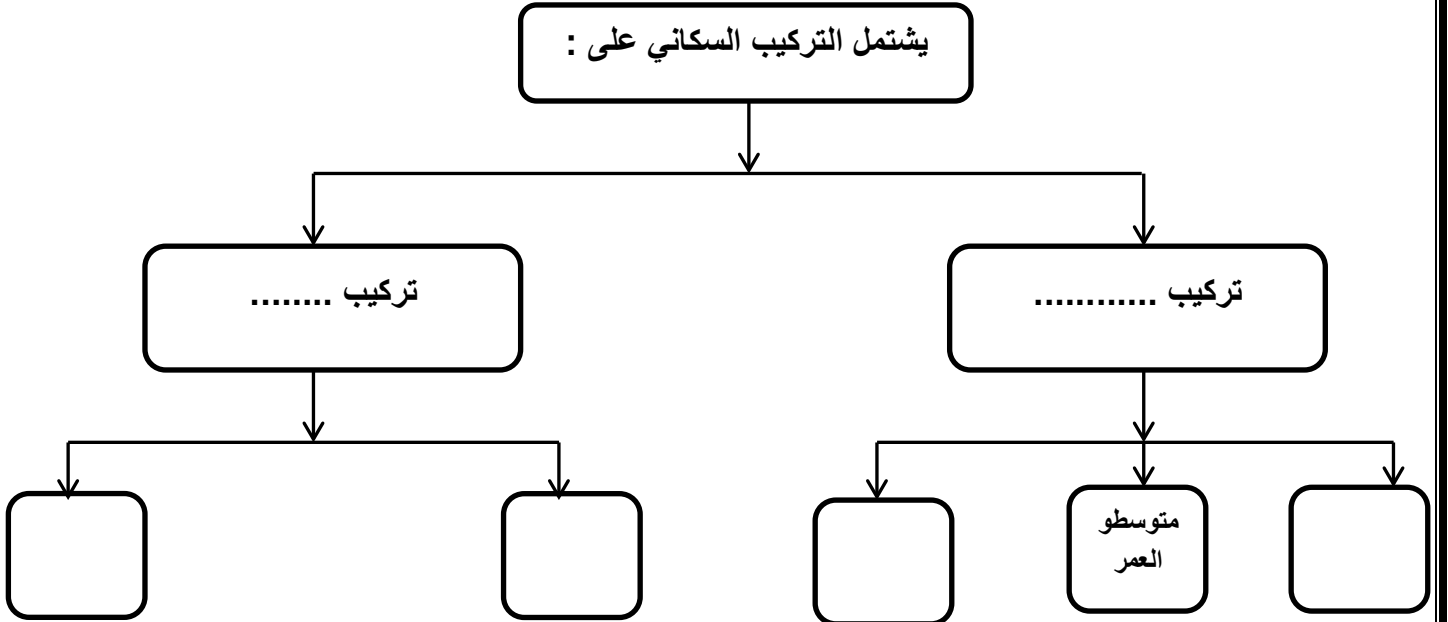 يشتمل التركيب السكاني على :
تركيب ............
تركيب ........
متوسطو
العمر